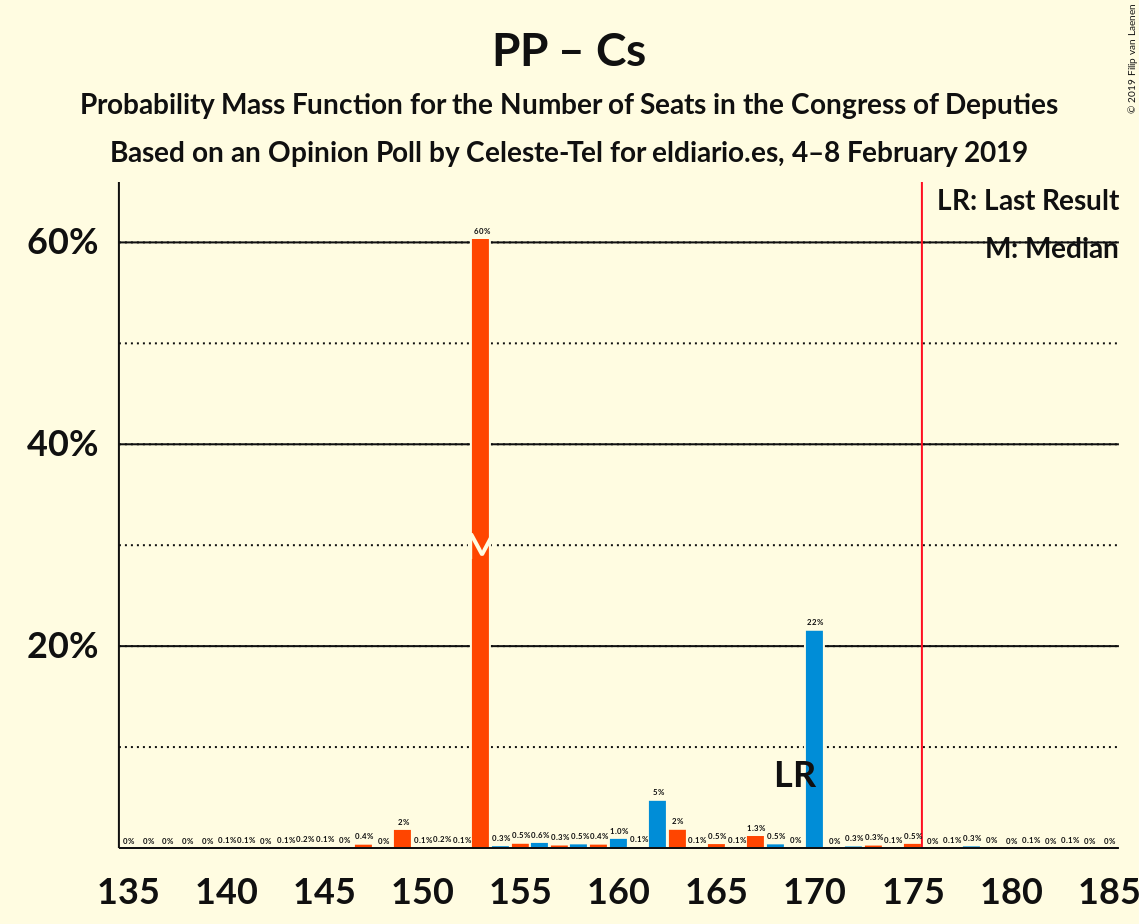 PP – Cs
Probability Mass Function for the Number of Seats in the Congress of Deputies
Based on an Opinion Poll by Celeste-Tel for eldiario.es, 4–8 February 2019
© 2019 Filip van Laenen
LR: Last Result
M: Median
60%
40%
20%
60%
M
22%
LR
5%
0% 0% 0% 0% 0% 0.1% 0.1% 0% 0.1% 0.2% 0.1% 0% 0.4% 0% 2% 0.1% 0.2% 0.1% 0.3% 0.5% 0.6% 0.3% 0.5% 0.4% 1.0% 0.1% 2% 0.1% 0.5% 0.1% 1.3% 0.5% 0% 0% 0.3% 0.3% 0.1% 0.5% 0% 0.1% 0.3% 0% 0% 0.1% 0% 0.1% 0% 0%
135 140 145 150 155 160 165 170 175 180 185